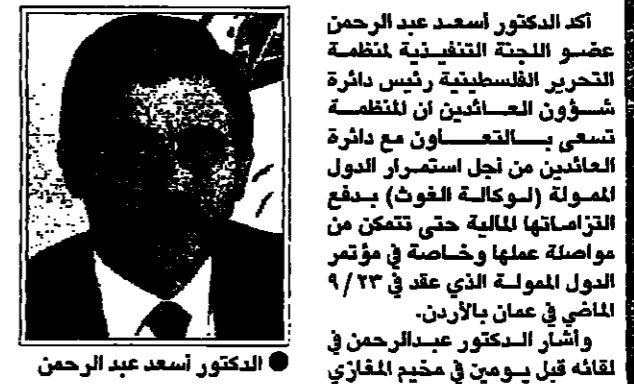 أكد الدكتور أسعد عبد الرحمن
عضو اللجنة التنفيذية لمنظمة
التحرير الفلسطينية رئيس دائرة
شؤون العائدين ان المنظمة
تسعى بالتعاون مع دائرة
العائدين من أجل استمرار الدول
الممولة (لوكالة الغوث) بدفع
التزاماتها المالية حتى تتمكن من
مواصلة عملها وخاصة في مؤتمر
الدول الممولة الذي عقد في ٩/٢٣
الماضي في عمان بالأردن.
وأشار الدكتور عبدالرحمن في
لقائه قبل يومين في مخيم المغازي
الدكتور أسعد عبد الرحمن